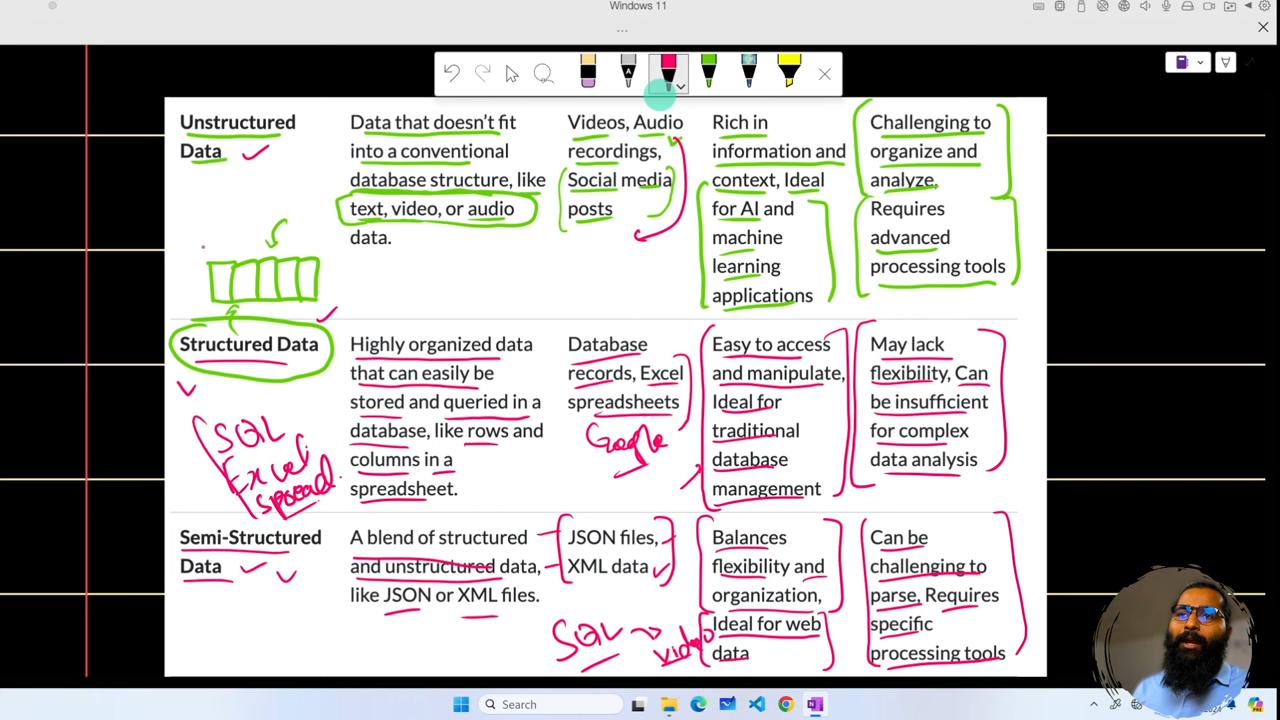 Windows 11
Unstructured
Data
Data that doesn't fit
into a conventional
database structure, like
text, video, or audio
data.
Videos, Audio
recordings,
Social media
posts
Rich in
information and
context, Ideal
for AI and
machine
learning
applications
Challenging to
organize and
analyze.
Requires
advanced
processing tools
Structured Data
SQL
Excel
spread
Highly organized data
that can easily be
stored and queried in a
database, like rows and
columns in a
spreadsheet.
Database
records, Excel
spreadsheets
Google
Easy to access
and manipulate,
Ideal for
traditional
database
management
May lack
flexibility, Can
be insufficient
for complex
data analysis
Semi-Structured
Data
A blend of structured
and unstructured data,
like JSON or XML files.
JSON files,
XML data
SQL
video
Balances
flexibility and
organization,
Ideal for web
data
Can be
challenging to
parse, Requires
specific
processing tools
Search